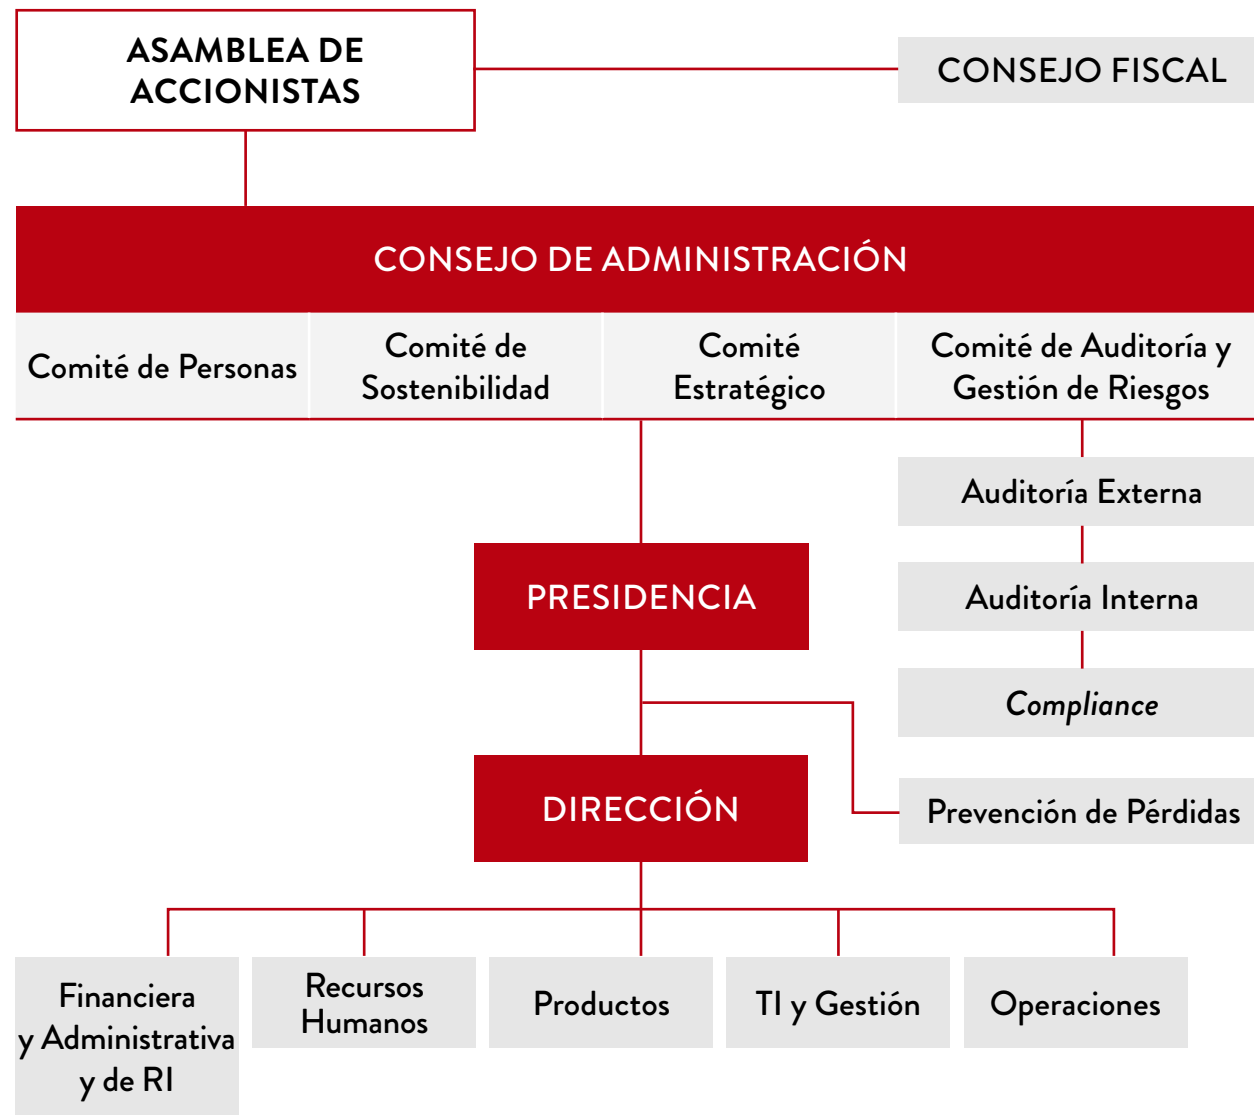 ASAMBLEA DE
ACCIONISTAS
CONSEJO FISCAL
CONSEJO DE ADMINISTRACIÓN
Comité de Personas
Comité de
Sostenibilidad
Comité
Estratégico
Comité de Auditoría y
Gestión de Riesgos
Auditoría Externa
PRESIDENCIA
Auditoría Interna
Compliance
DIRECCIÓN
Prevención de Pérdidas
Financiera
y Administrativa
y de RI
Recursos
Humanos
Productos
TI y Gestión
Operaciones